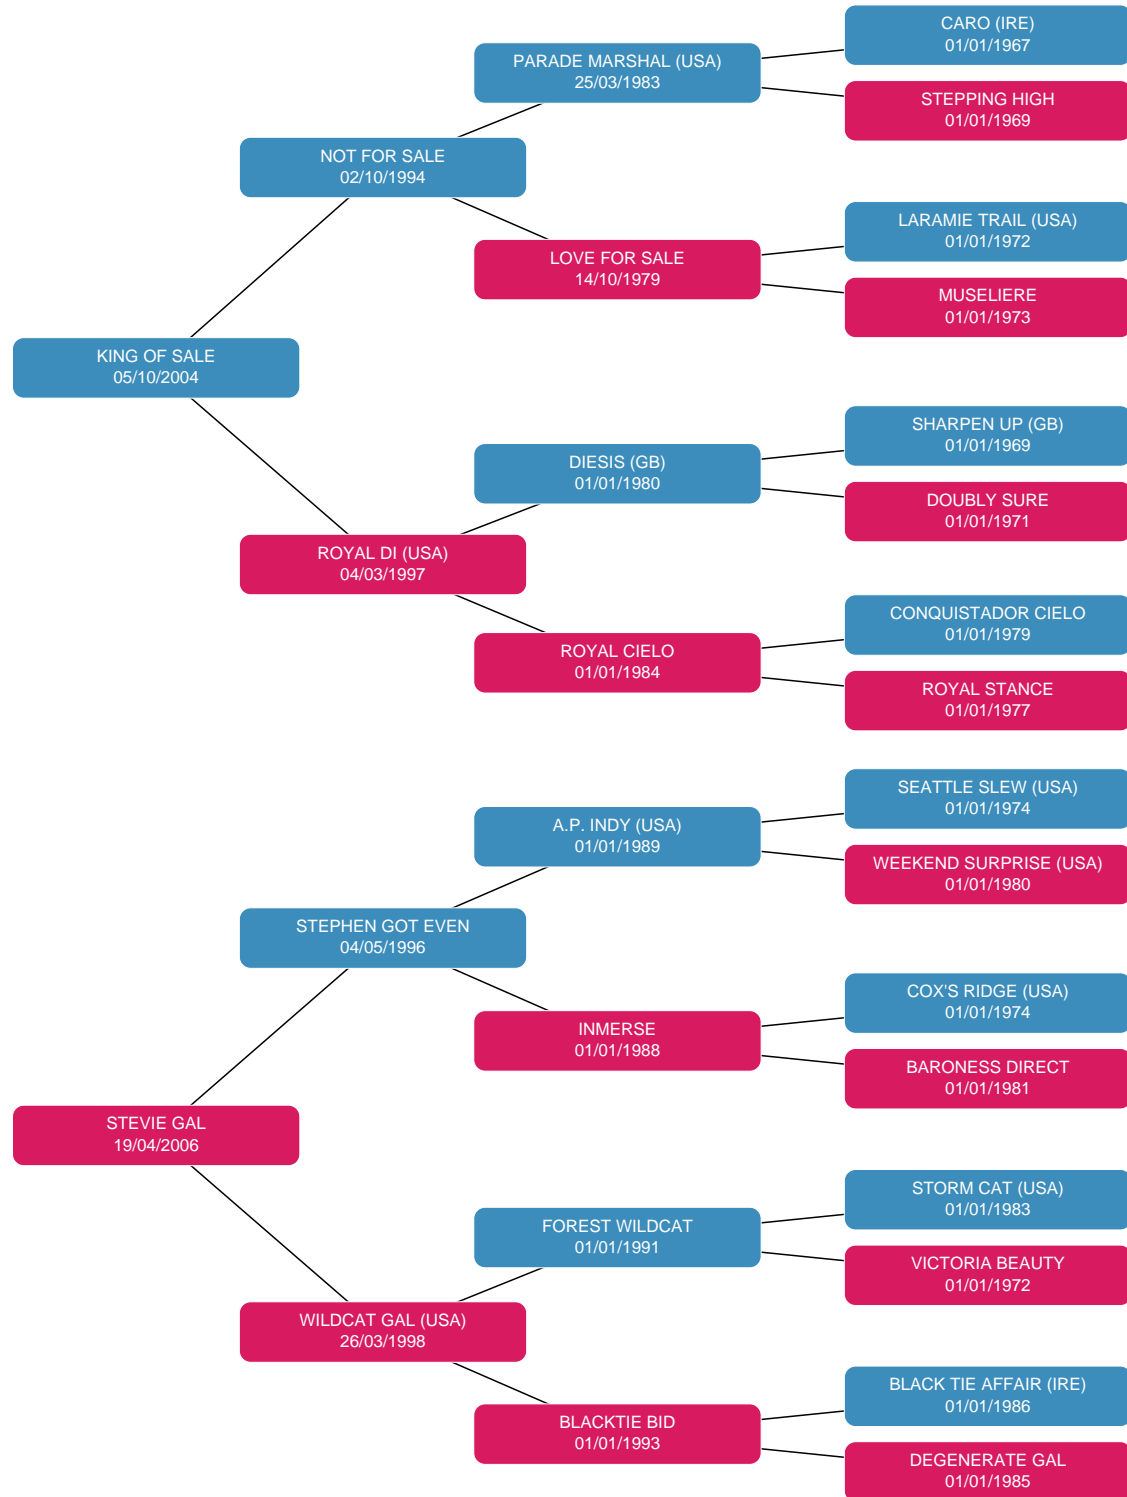 CARO (IRE)
01/01/1967
PARADE MARSHAL (USA)
25/03/1983
STEPPING HIGH
01/01/1969
NOT FOR SALE
02/10/1994
LARAMIE TRAIL (USA)
01/01/1972
LOVE FOR SALE
14/10/1979
MUSELIERE
01/01/1973
KING OF SALE
05/10/2004
SHARPEN UP (GB)
01/01/1969
DIESIS (GB)
01/01/1980
DOUBLY SURE
01/01/1971
ROYAL DI (USA)
04/03/1997
CONQUISTADOR CIELO
01/01/1979
ROYAL CIELO
01/01/1984
ROYAL STANCE
01/01/1977
SEATTLE SLEW (USA)
01/01/1974
A.P. INDY (USA)
01/01/1989
WEEKEND SURPRISE (USA)
01/01/1980
STEPHEN GOT EVEN
04/05/1996
COX'S RIDGE (USA)
01/01/1974
INMERSE
01/01/1988
BARONESS DIRECT
01/01/1981
STEVIE GAL
19/04/2006
STORM CAT (USA)
01/01/1983
FOREST WILDCAT
01/01/1991
VICTORIA BEAUTY
01/01/1972
WILDCAT GAL (USA)
26/03/1998
BLACK TIE AFFAIR (IRE)
01/01/1986
BLACKTIE BID
01/01/1993
DEGENERATE GAL
01/01/1985